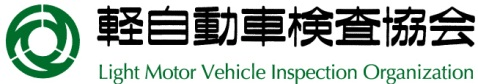 軽自動車検査協会
Light Motor Vehicle Inspection Organization